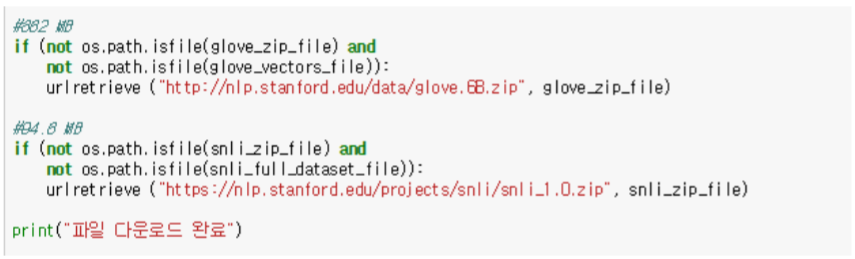 #862 MB
if (not os.path.isfile(glove_zip_file) and
not os.path.isfile(glove_vectors_file)):
urlretrieve ("http://nlp.stanford.edu/data/glove.6B.zip", glove_zip_file)
#94.6 MB
if (not os.path.isfile(snli_zip_file) and
not os.path.isfile(snli_full_dataset_file)):
urlretrieve ("https://nlp.stanford.edu/projects/snli/snli_1.0.zip", snli_zip_file)
print("파일 다운로드 완료")